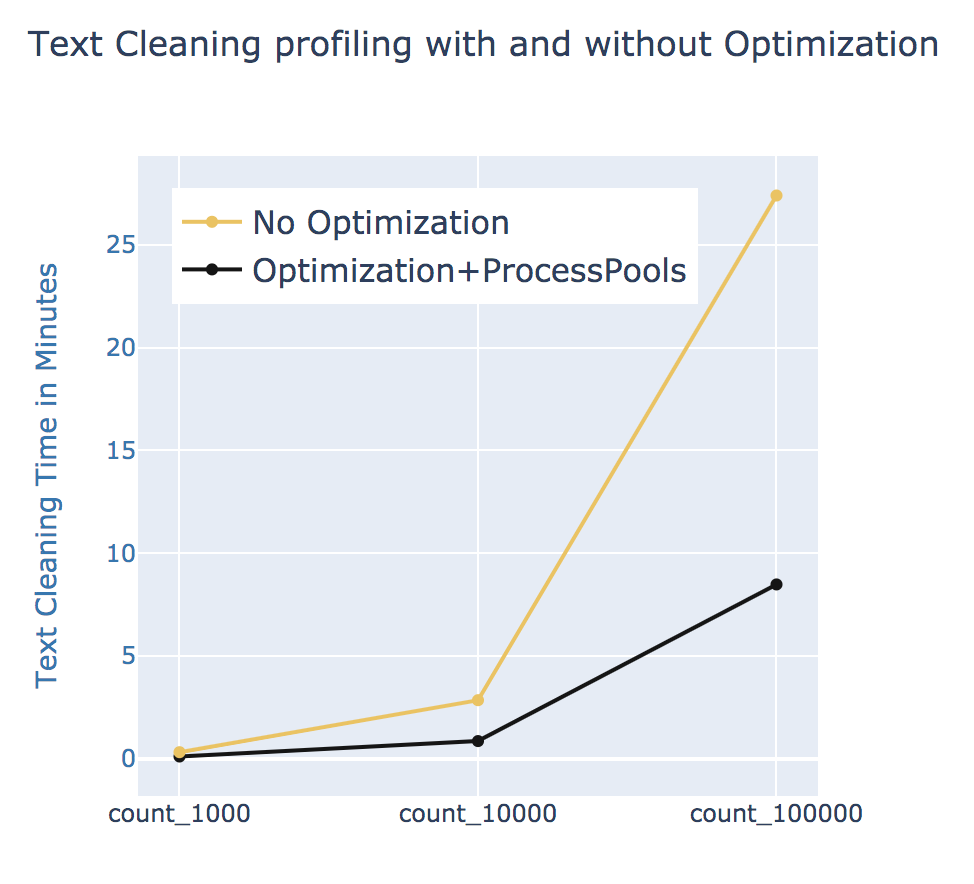 Text Cleaning profiling with and without Optimization
No Optimization
Optimization+ProcessPools
Text Cleaning Time in Minutes
25
20
15
10
5
0
count_1000
count_10000
count_100000